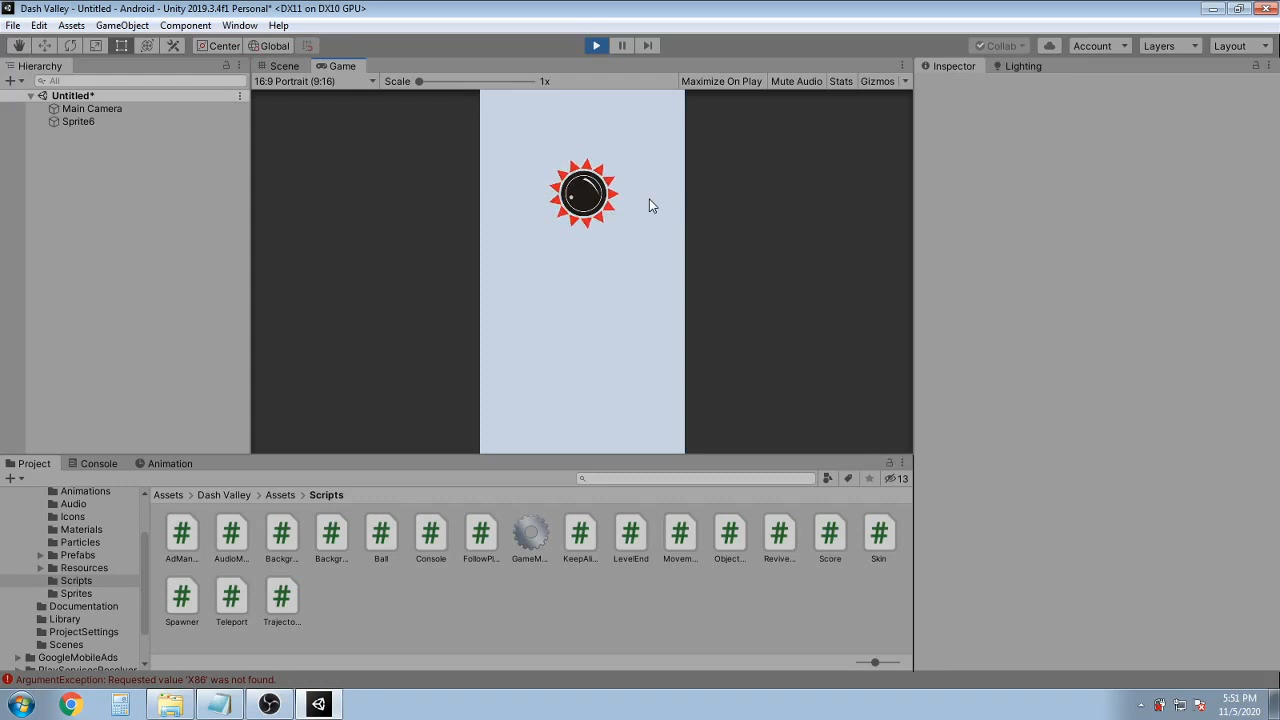 Dash Valley - Untitled - Android - Unity 2019.3.4f1 Personal* <DX11 on DX10 GPU>
File Edit Assets GameObject Component Window Help
Center Global Collab Account Layers Layout
Hierarchy Scene Game Inspector Lighting
All 16:9 Portrait (9:16) Scale 1x Maximize On Play Mute Audio Stats Gizmos
Untitled*
Main Camera
Sprite6
Project Console Animation
13
Animations
Audio
Icons
Materials
Particles
Prefabs
Resources
Scripts
Sprites
Documentation
Library
ProjectSettings
Scenes
GoogleMobileAds
PlayServicesResolver
Assets > Dash Valley > Assets > Scripts
AdMan... AudioM... Backgr... Backgr... Ball Console FollowPl... GameM... KeepAli... LevelEnd Movem... Object... Revive... Score Skin
Spawner Teleport Trajecto...
ArgumentException: Requested value 'X86' was not found.
5:51 PM
11/5/2020